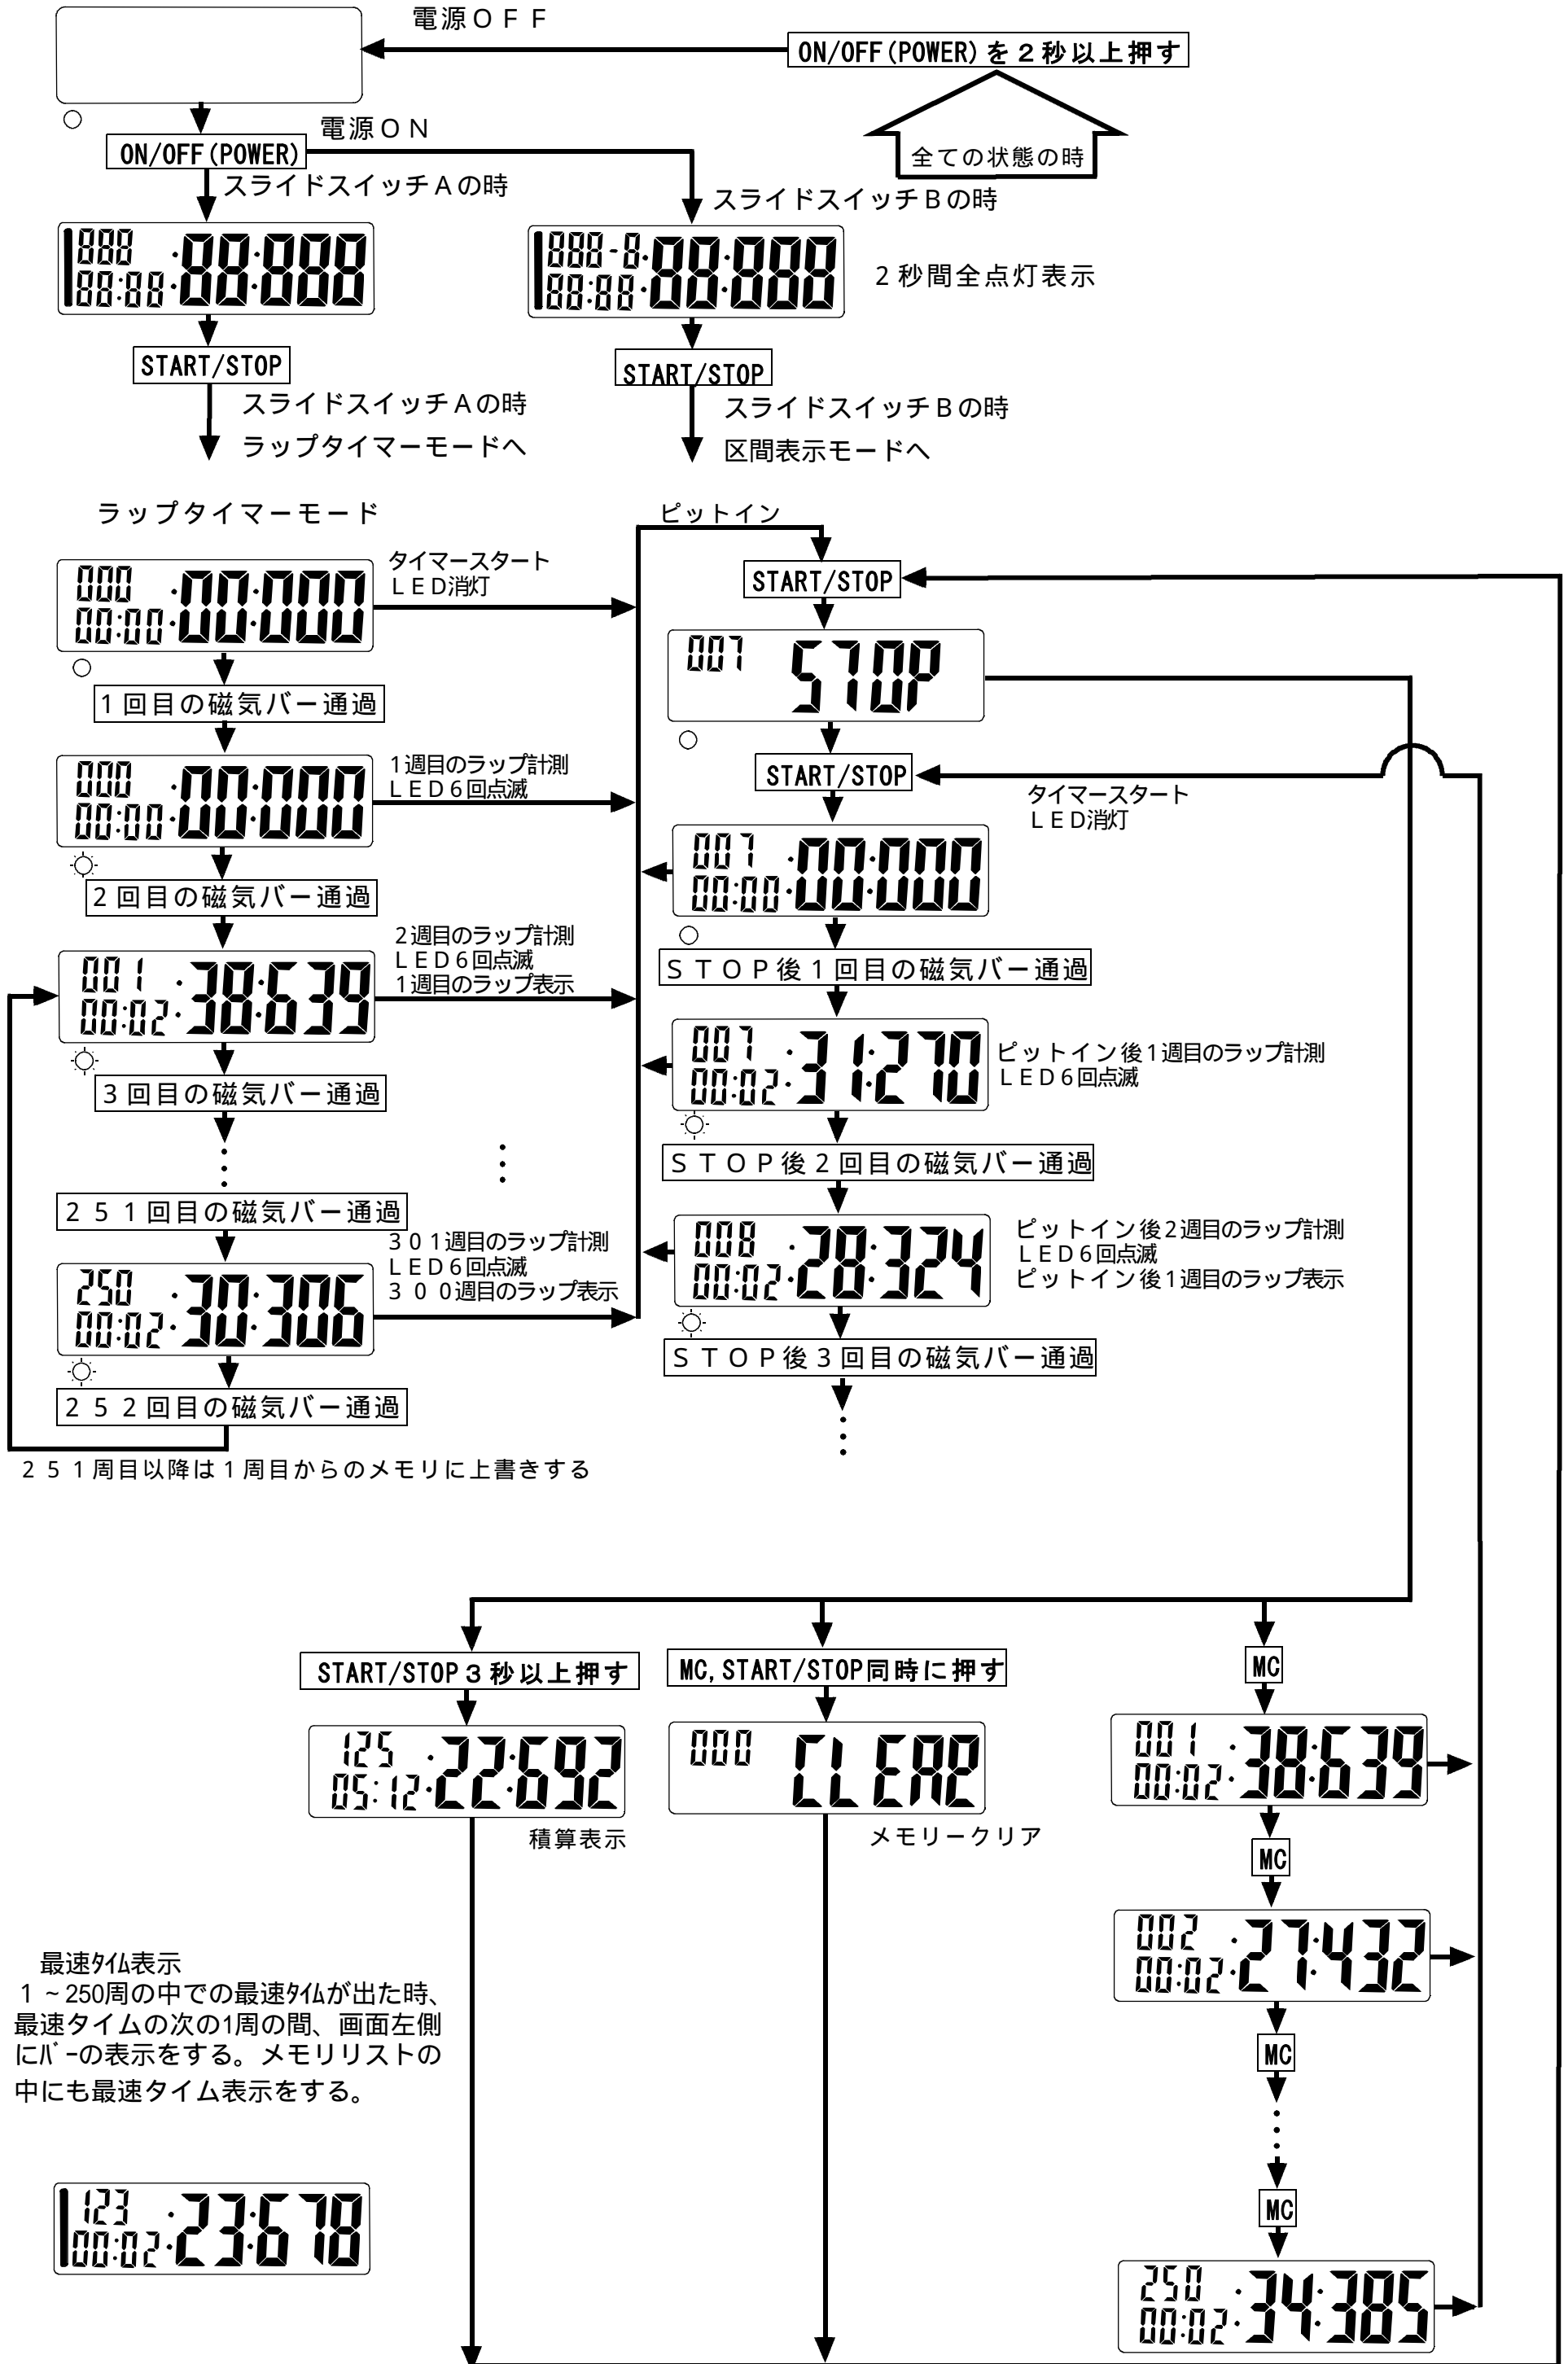 電源ＯＦＦ
ON/OFF(POWER)を２秒以上押す
全ての状態の時
電源ＯＮ
ON/OFF(POWER)
スライドスイッチＡの時
スライドスイッチＢの時
888
88:88
88:888
888-8
88:88
88:888
２秒間全点灯表示
START/STOP
START/STOP
スライドスイッチＡの時
ラップタイマーモードへ
スライドスイッチＢの時
区間表示モードへ
ラップタイマーモード
000
00:00
00:000
タイマースタート
ＬＥＤ消灯
1回目の磁気バー通過
000
00:00
00:000
1週目のラップ計測
ＬＥＤ６回点滅
2回目の磁気バー通過
001
00:02
38:639
2週目のラップ計測
ＬＥＤ６回点滅
1週目のラップ表示
3回目の磁気バー通過
２５１回目の磁気バー通過
250
00:02
30:306
３０１週目のラップ計測
ＬＥＤ６回点滅
３００週目のラップ表示
２５２回目の磁気バー通過
２５１周目以降は１周目からのメモリに上書きする
ピットイン
START/STOP
007
STOP
START/STOP
タイマースタート
ＬＥＤ消灯
007
00:00
00:000
ＳＴＯＰ後１回目の磁気バー通過
007
00:02
31:270
ピットイン後1週目のラップ計測
ＬＥＤ６回点滅
ＳＴＯＰ後２回目の磁気バー通過
008
00:02
28:324
ピットイン後2週目のラップ計測
ＬＥＤ６回点滅
ピットイン後1週目のラップ表示
ＳＴＯＰ後３回目の磁気バー通過
START/STOP３秒以上押す
125
05:12
22:692
積算表示
MC,START/STOP同時に押す
000
CLEAR
メモリークリア
MC
001
00:02
38:639
MC
002
00:02
27:432
MC
MC
250
00:02
34:385
最速ﾀｲﾑ表示
１～250周の中での最速ﾀｲﾑが出た時、
最速タイムの次の1周の間、画面左側
にﾊﾞｰの表示をする。メモリリストの
中にも最速タイム表示をする。
123
00:02
23:678